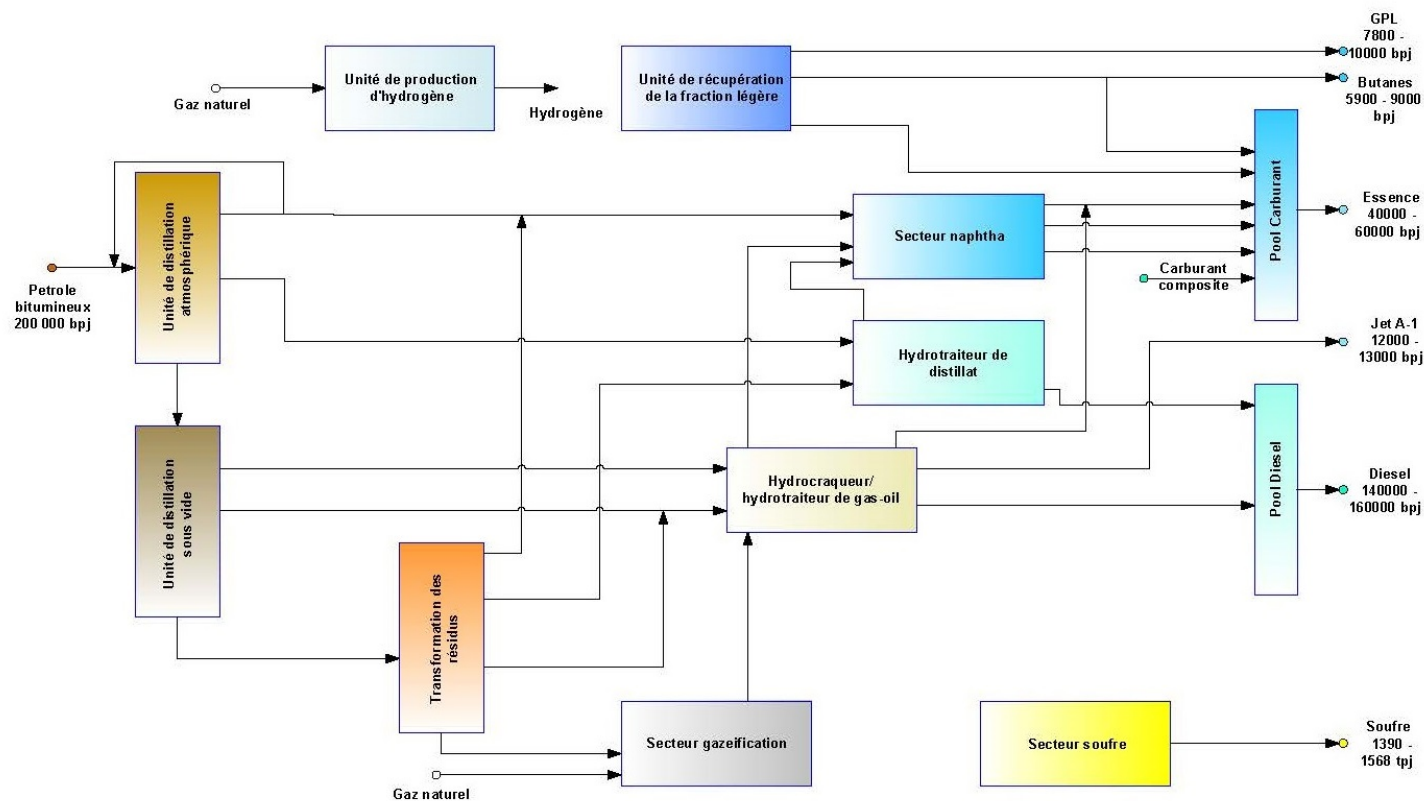 GPL
7800 -
10000 bpj
Unité de production
d'hydrogène
Unité de récupération
de la fraction légère
Gaz naturel
Hydrogène
Butanes
5900 - 9000
bpj
Unité de distillation
atmosphérique
Secteur naphtha
Pool Carburant
Essence
40000 -
60000 bpj
Petrole
bitumineux
200 000 bpj
Carburant
composite
Hydrotraiteur de
distillat
Jet A-1
12000 -
13000 bpj
Unité de distillation
sous vide
Hydrocraqueur/
hydrotraiteur de gas-oil
Pool Diesel
Diesel
140000 -
160000 bpj
Transformation des
résidus
Secteur gazeification
Secteur soufre
Soufre
1390 -
1568 tpj
Gaz naturel